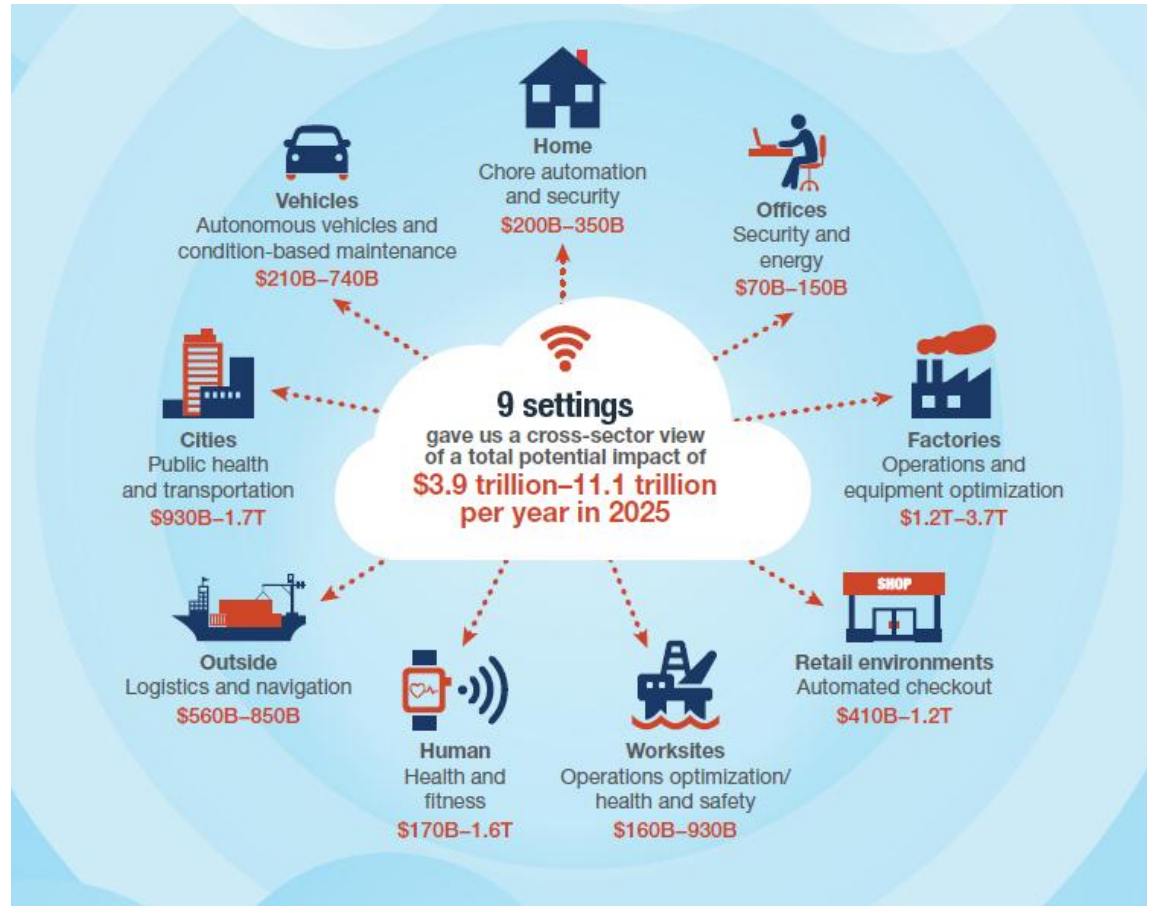 Home
Chore automation
and security
$200B–350B
Vehicles
Autonomous vehicles and
condition-based maintenance
$210B–740B
Offices
Security and
energy
$70B–150B
9 settings
gave us a cross-sector view
of a total potential impact of
$3.9 trillion–11.1 trillion
per year in 2025
Cities
Public health
and transportation
$930B–1.7T
Factories
Operations and
equipment optimization
$1.2T–3.7T
Outside
Logistics and navigation
$560B–850B
SHOP
Retail environments
Automated checkout
$410B–1.2T
Human
Health and
fitness
$170B–1.6T
Worksites
Operations optimization/
health and safety
$160B–930B